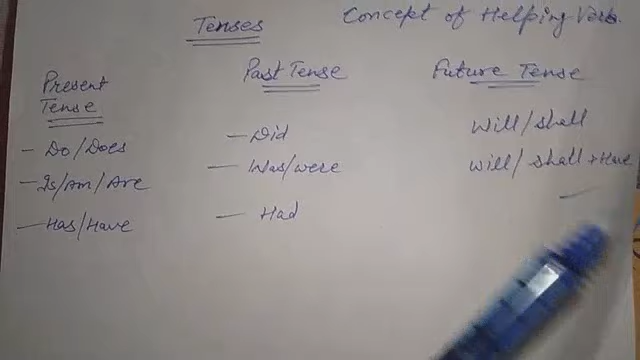 Tenses
Concept of Helping Verbs.
Present
Tense
Past Tense
Future Tense
- Do/Does
- Did
Will/shall
- Is/Am/Are
- Was/were
will/shall + Have
- Has/Have
- Had